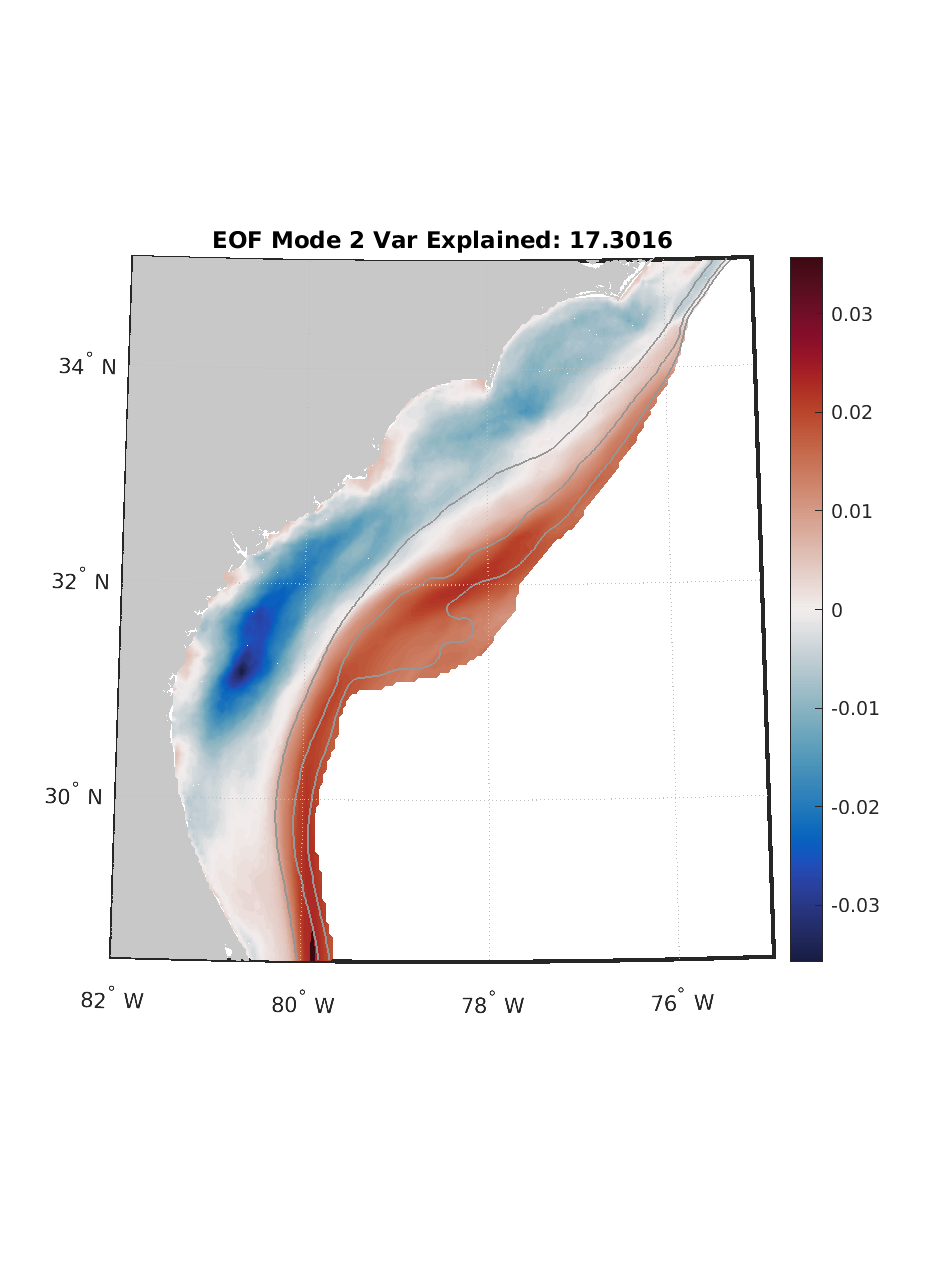 EOF Mode 2 Var Explained: 17.3016
34° N
32° N
30° N
82° W
80° W
78° W
76° W
0.03
0.02
0.01
0
-0.01
-0.02
-0.03